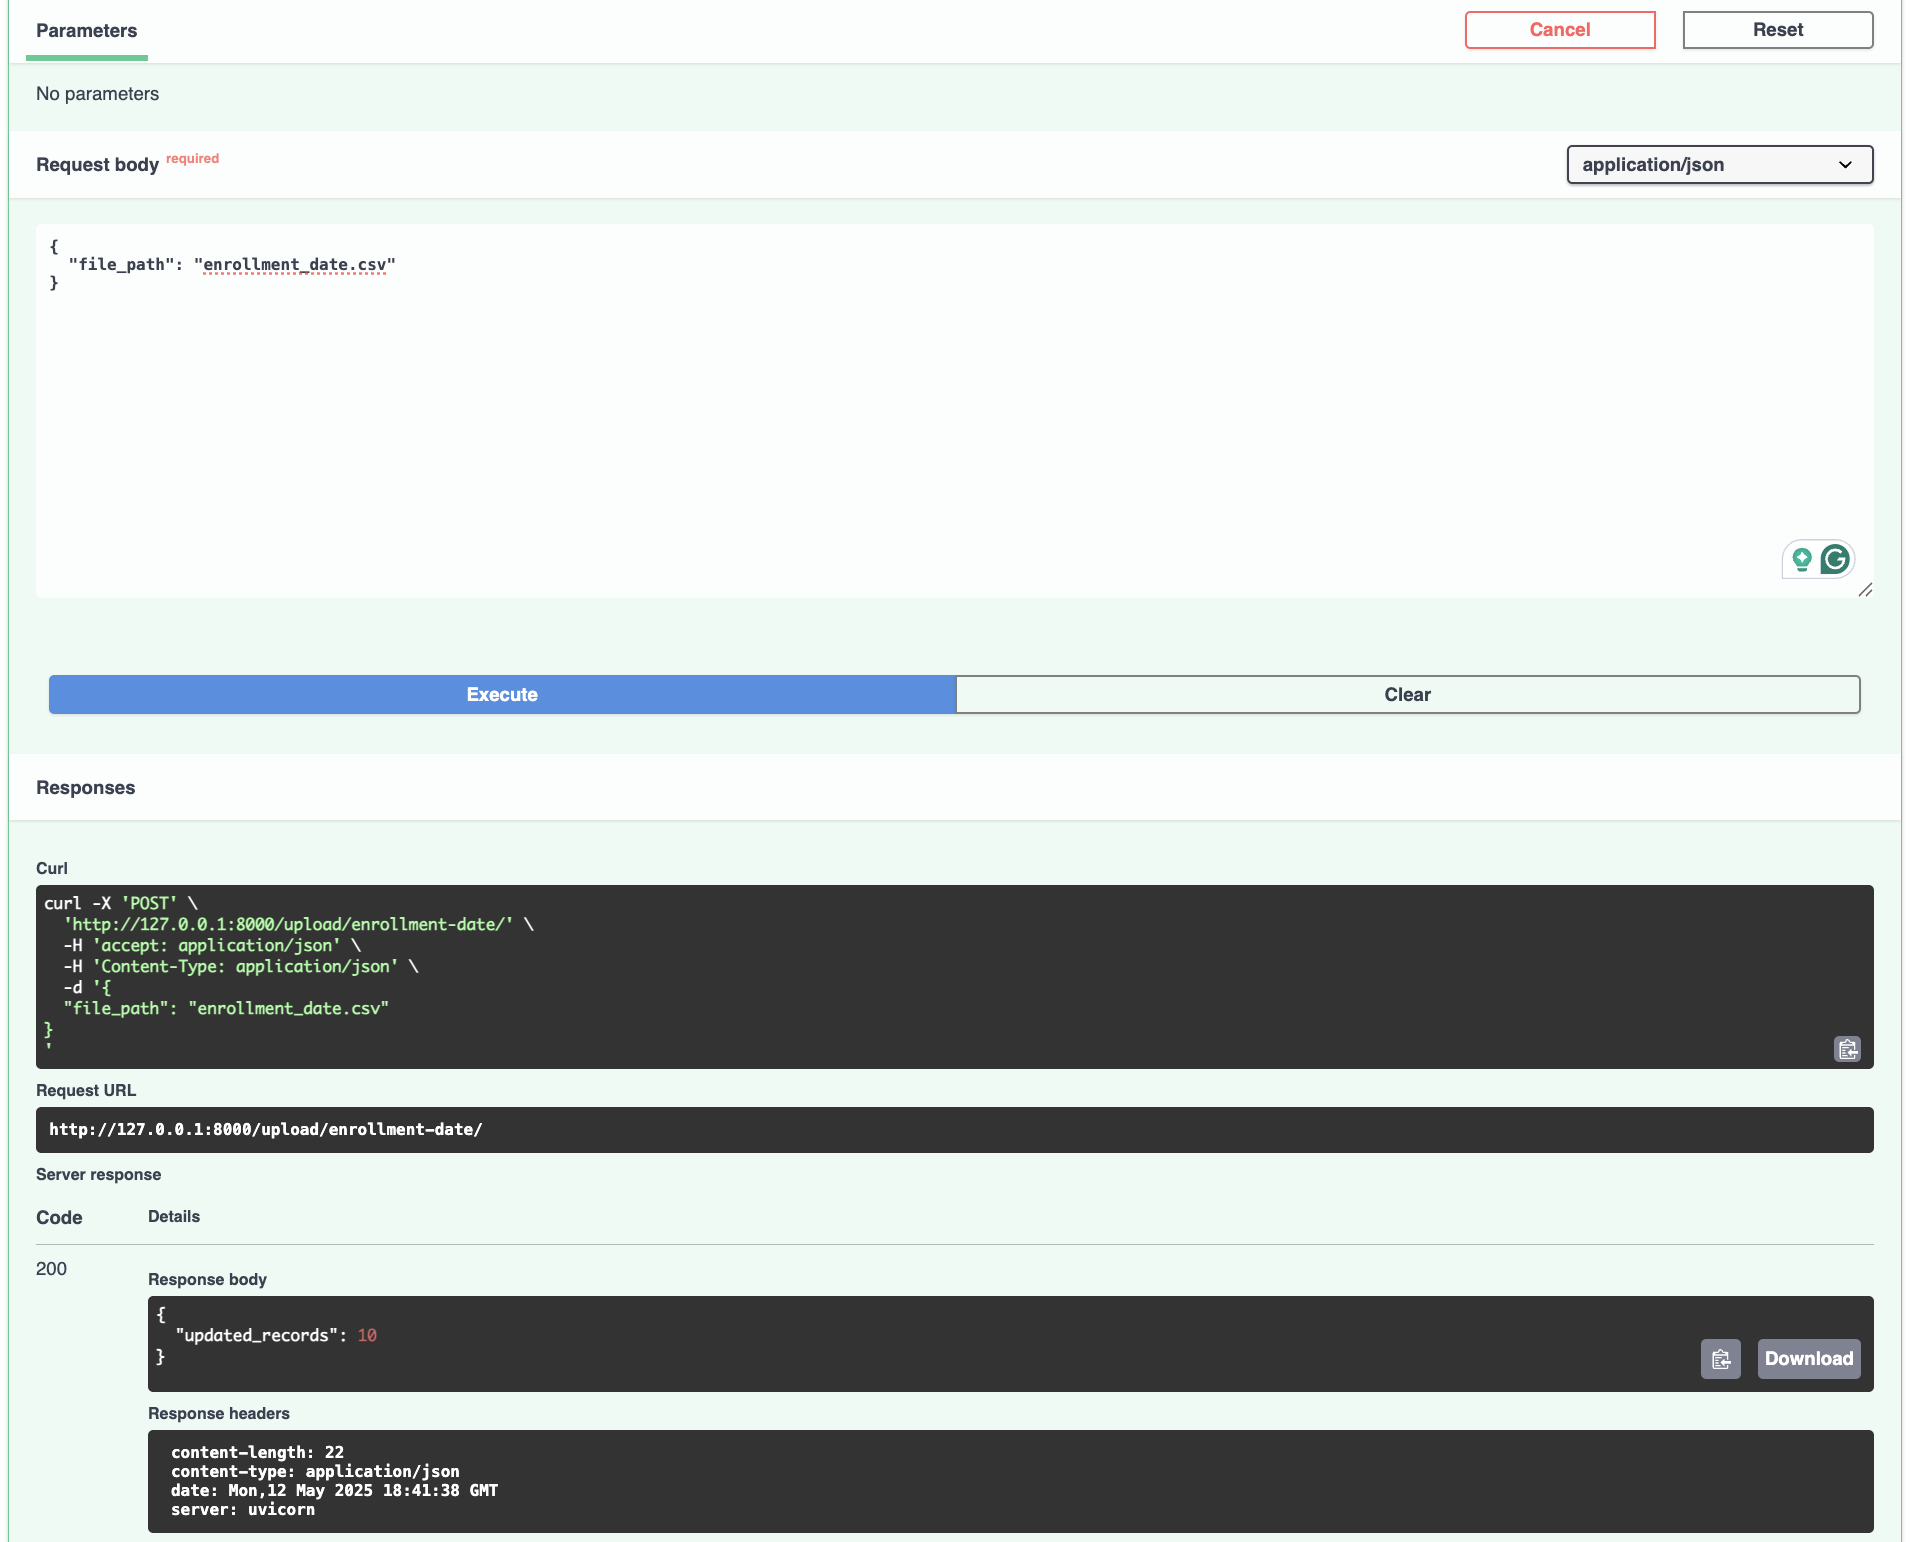 Parameters
Cancel
Reset
No parameters
Request body required
application/json
{
  "file_path": "enrollment_date.csv"
}
Execute
Clear
Responses
Curl
curl -X 'POST' \
  'http://127.0.0.1:8000/upload/enrollment-date/' \
  -H 'accept: application/json' \
  -H 'Content-Type: application/json' \
  -d '{
  "file_path": "enrollment_date.csv"
}
'
Request URL
http://127.0.0.1:8000/upload/enrollment-date/
Server response
Code
Details
200
Response body
{
  "updated_records": 10
}
Download
Response headers
content-length: 22
content-type: application/json
date: Mon,12 May 2025 18:41:38 GMT
server: uvicorn